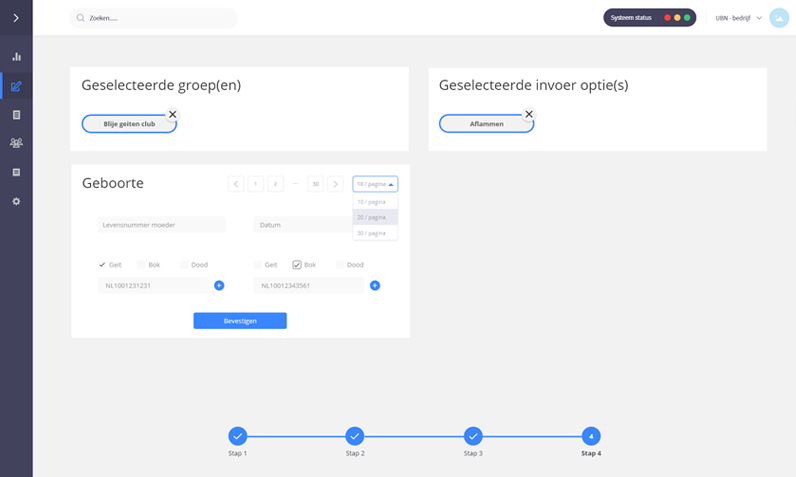 Zoeken.....
Systeem status
UBN - bedrijf
Geselecteerde groep(en)
Blije geiten club
Geselecteerde invoer optie(s)
Aflammen
Geboorte
1 2 ... 30
10 / pagina
10 / pagina
20 / pagina
30 / pagina
Levensnummer moeder
Datum
Geit Bok Dood
Geit Bok Dood
NL1001231231
NL10012343561
Bevestigen
4
Stap 1
Stap 2
Stap 3
Stap 4